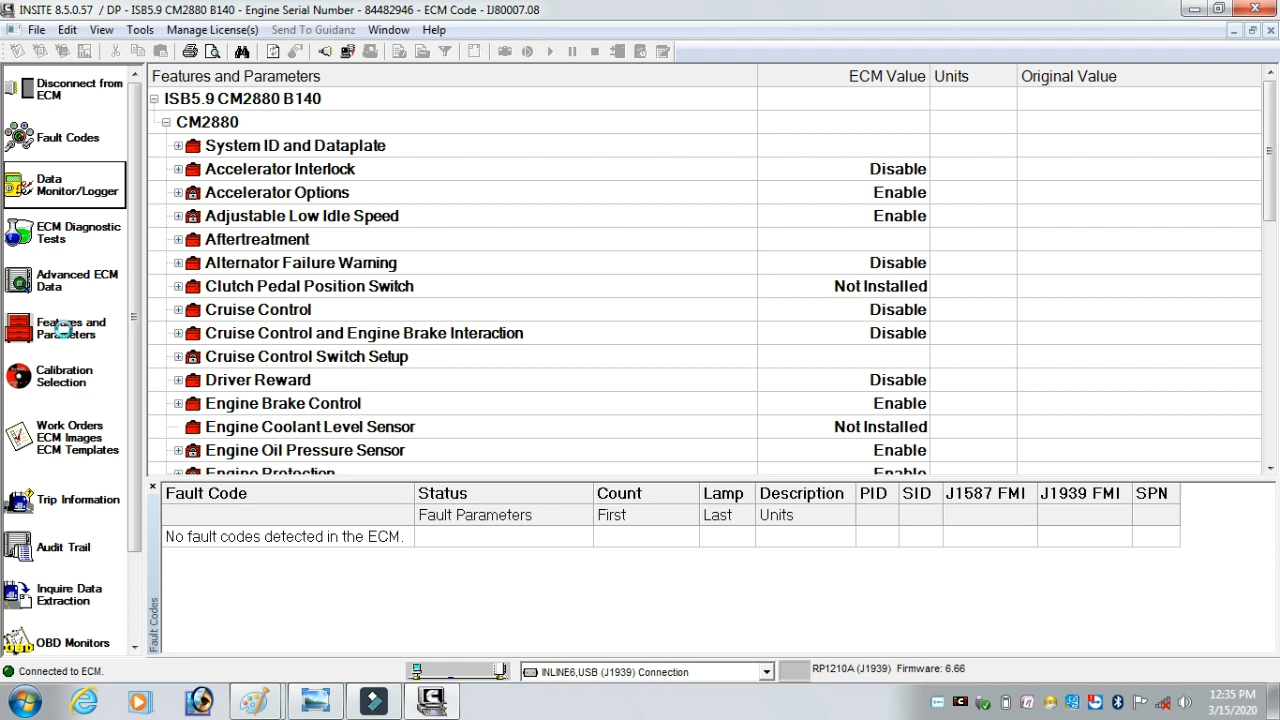 INSITE 8.5.0.57 / DP - ISB5.9 CM2880 B140 - Engine Serial Number - 84482946 - ECM Code - IJ80007.08
File Edit View Tools Manage License(s) Send To Guidanz Window Help
Disconnect from
ECM
Fault Codes
Data
Monitor/Logger
ECM Diagnostic
Tests
Advanced ECM
Data
Features and
Parameters
Calibration
Selection
Work Orders
ECM Images
ECM Templates
Trip Information
Audit Trail
Inquire Data
Extraction
OBD Monitors
Features and Parameters ECM Value Units Original Value
ISB5.9 CM2880 B140
CM2880
System ID and Dataplate
Accelerator Interlock Disable
Accelerator Options Enable
Adjustable Low Idle Speed Enable
Aftertreatment
Alternator Failure Warning Disable
Clutch Pedal Position Switch Not Installed
Cruise Control Disable
Cruise Control and Engine Brake Interaction Disable
Cruise Control Switch Setup
Driver Reward Disable
Engine Brake Control Enable
Engine Coolant Level Sensor Not Installed
Engine Oil Pressure Sensor Enable
Engine Protection Enable
Fault Codes
Fault Code Status Count Lamp Description PID SID J1587 FMI J1939 FMI SPN
Fault Parameters First Last Units
No fault codes detected in the ECM.
Connected to ECM.
INLINE6,USB (J1939) Connection
RP1210A (J1939) Firmware: 6.66
12:35 PM
3/15/2020